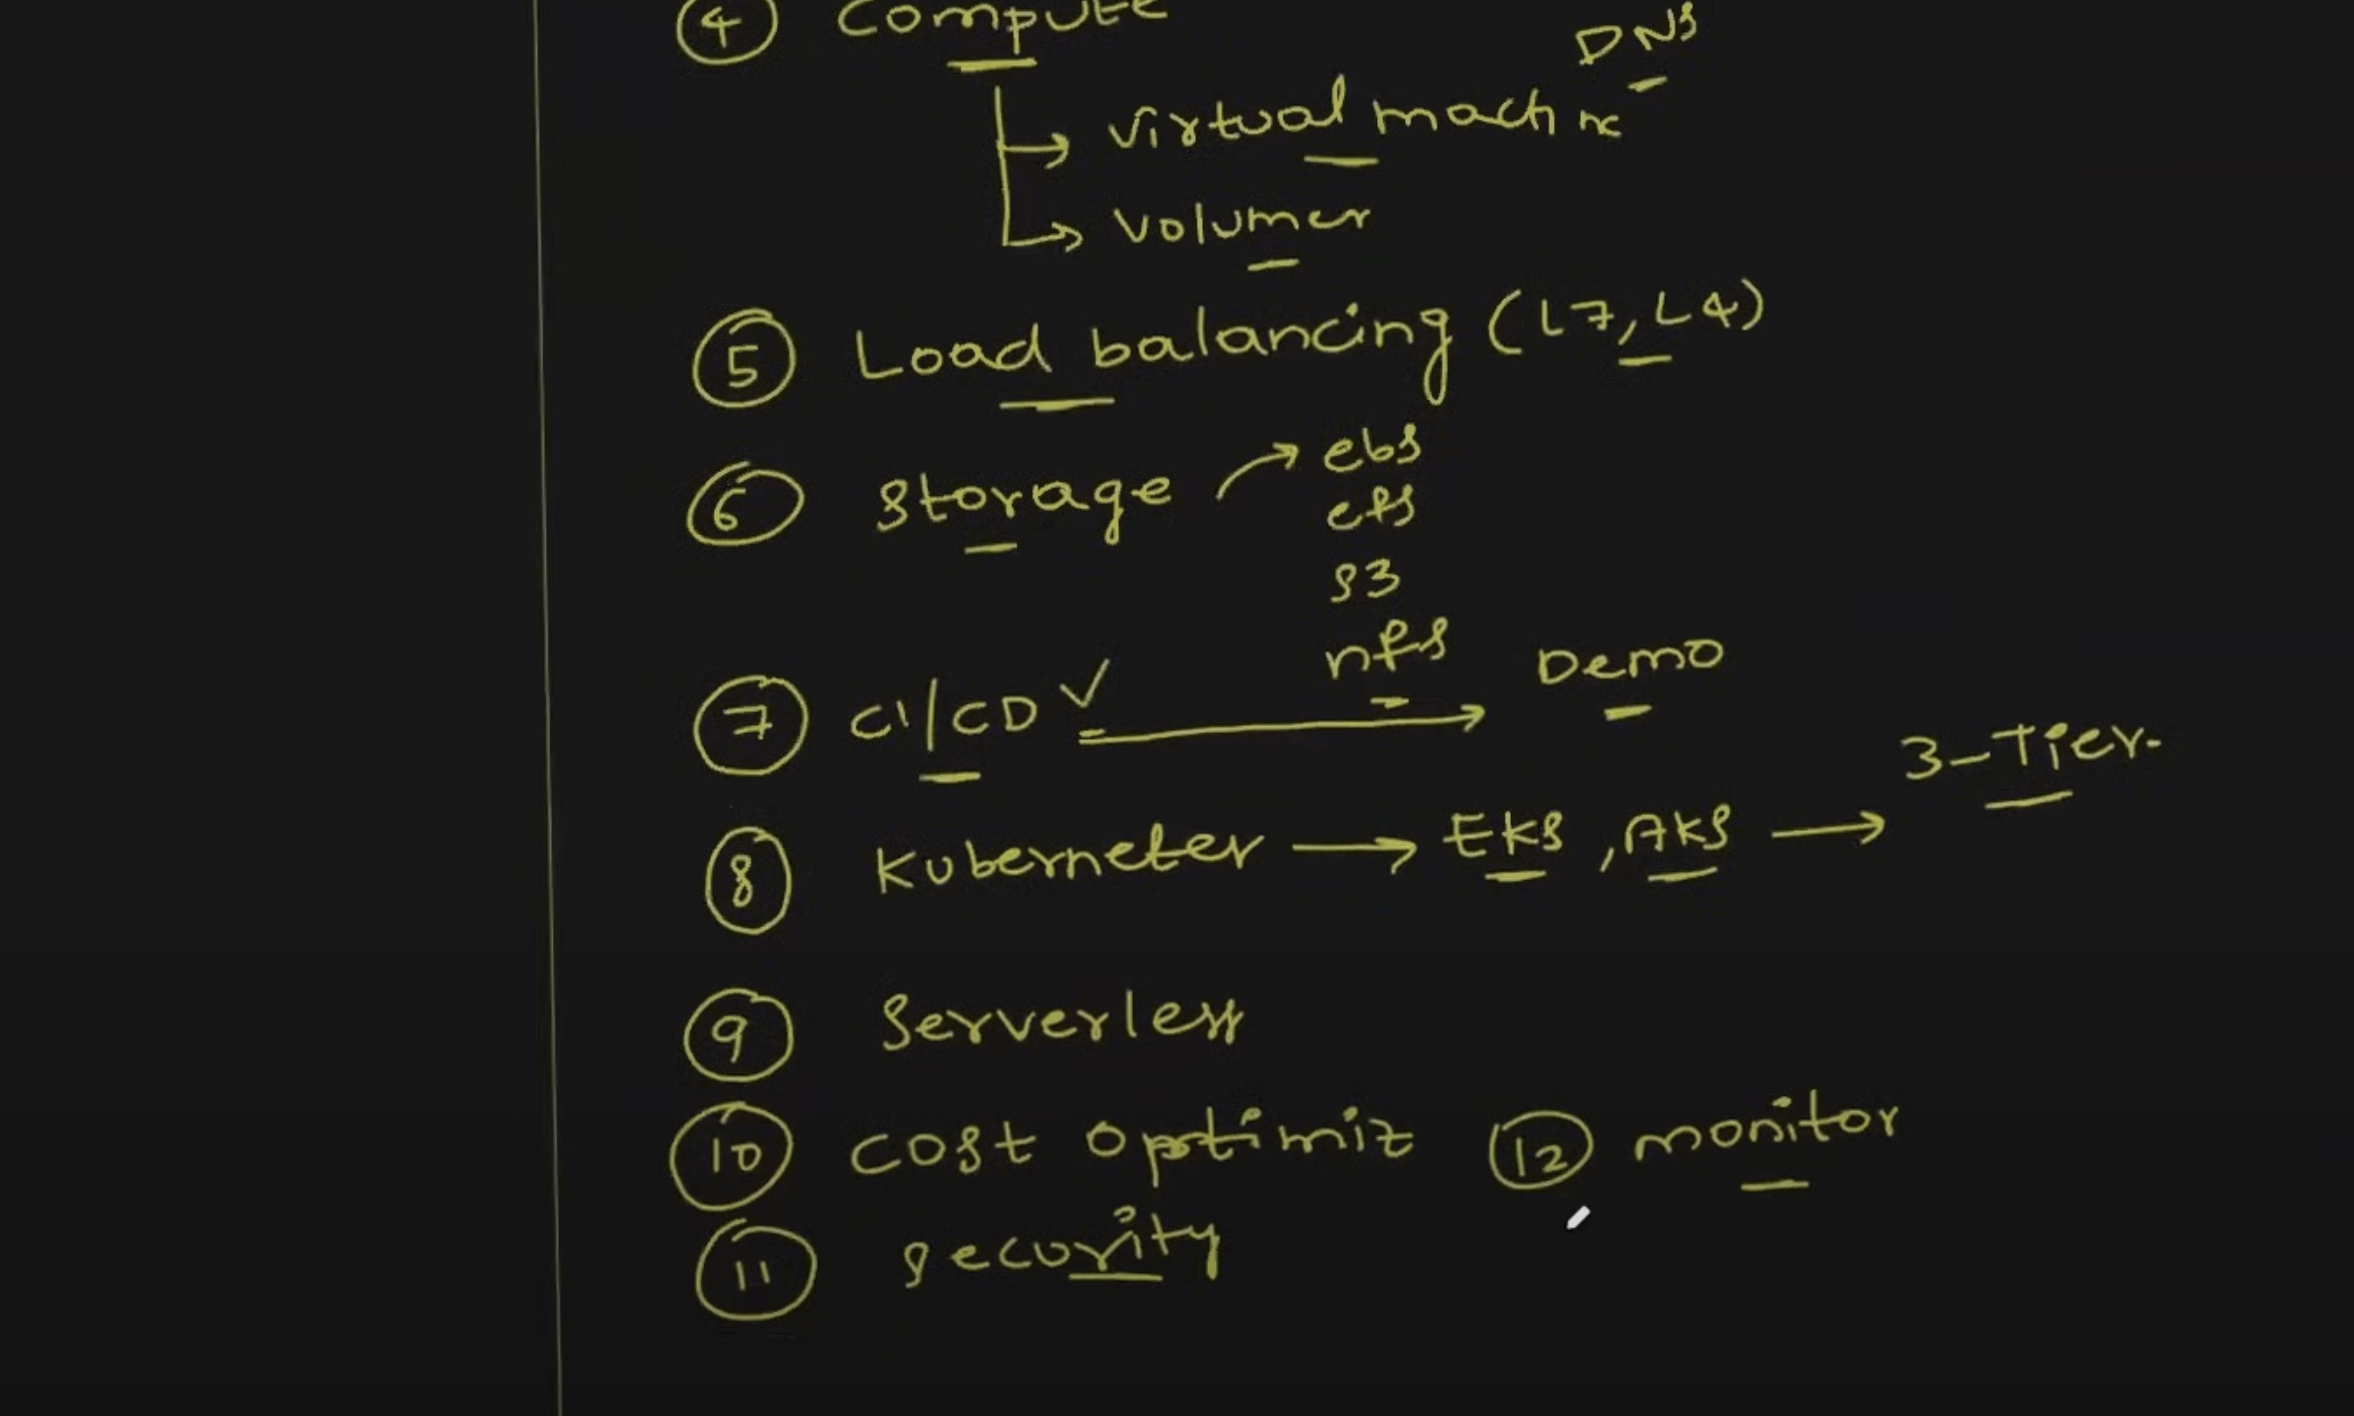 ④ Compute
DNS
→ Virtual machine
→ Volumes
⑤ Load balancing (L7, L4)
⑥ Storage → ebs
efs
s3
nfs
⑦ CI/CD ✓ → Demo
⑧ Kubernetes → EKS, AKS → 3-Tier.
⑨ Serverless
⑩ Cost optimiz ⑫ monitor
⑪ security